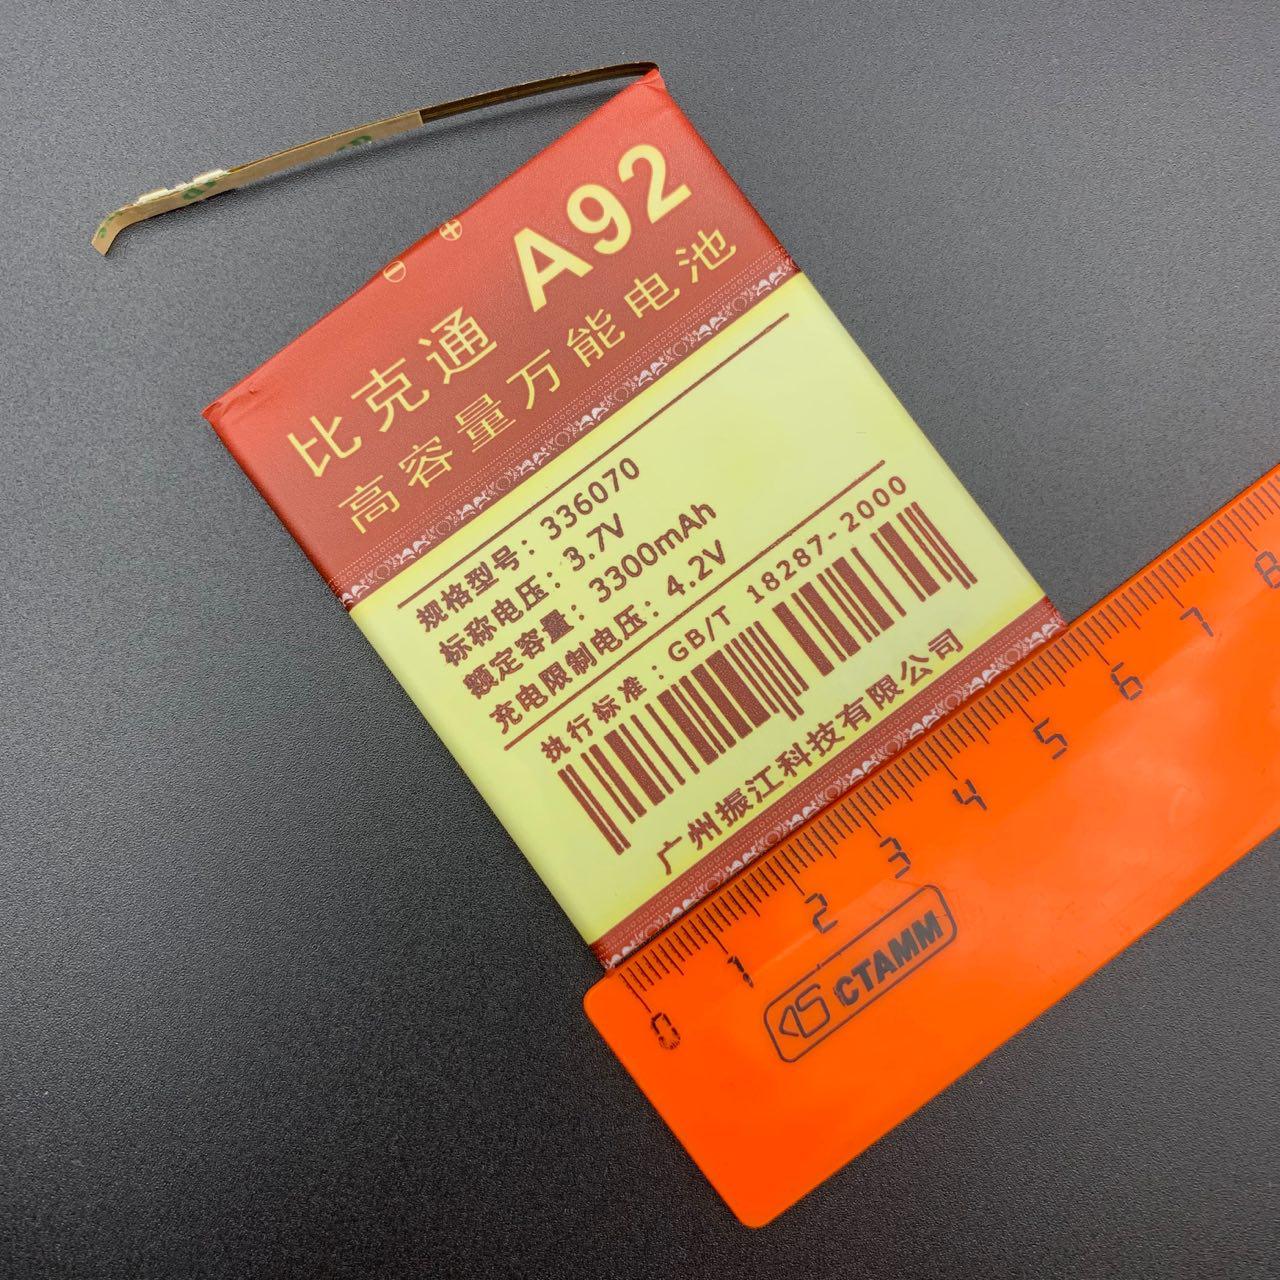 比克通 A92
高容量万能电池
规格型号：336070
标称电压：3.7V
额定容量：3300mAh
充电限制电压：4.2V
执行标准：GB/T 18287-2000
广州振江科技有限公司
0 1 2 3 4 5 6 7 8
СТАММ